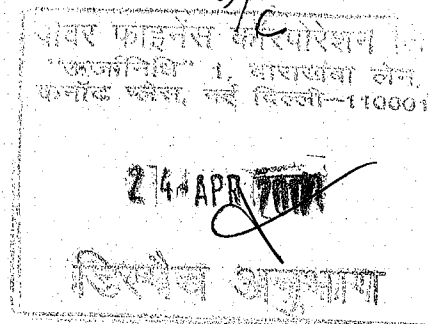 पावर फाइनेंस कारपोरेशन लि
"ऊर्जानिधि" 1, बाराखंबा लेन,
कनॉट प्लेस, नई दिल्ली-110001
24 APR
डिस्पैच अनुभाग